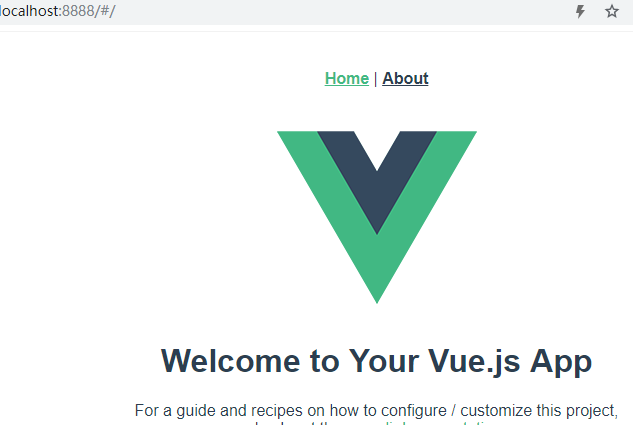 localhost:8888/#/
Home | About
Welcome to Your Vue.js App
For a guide and recipes on how to configure / customize this project,